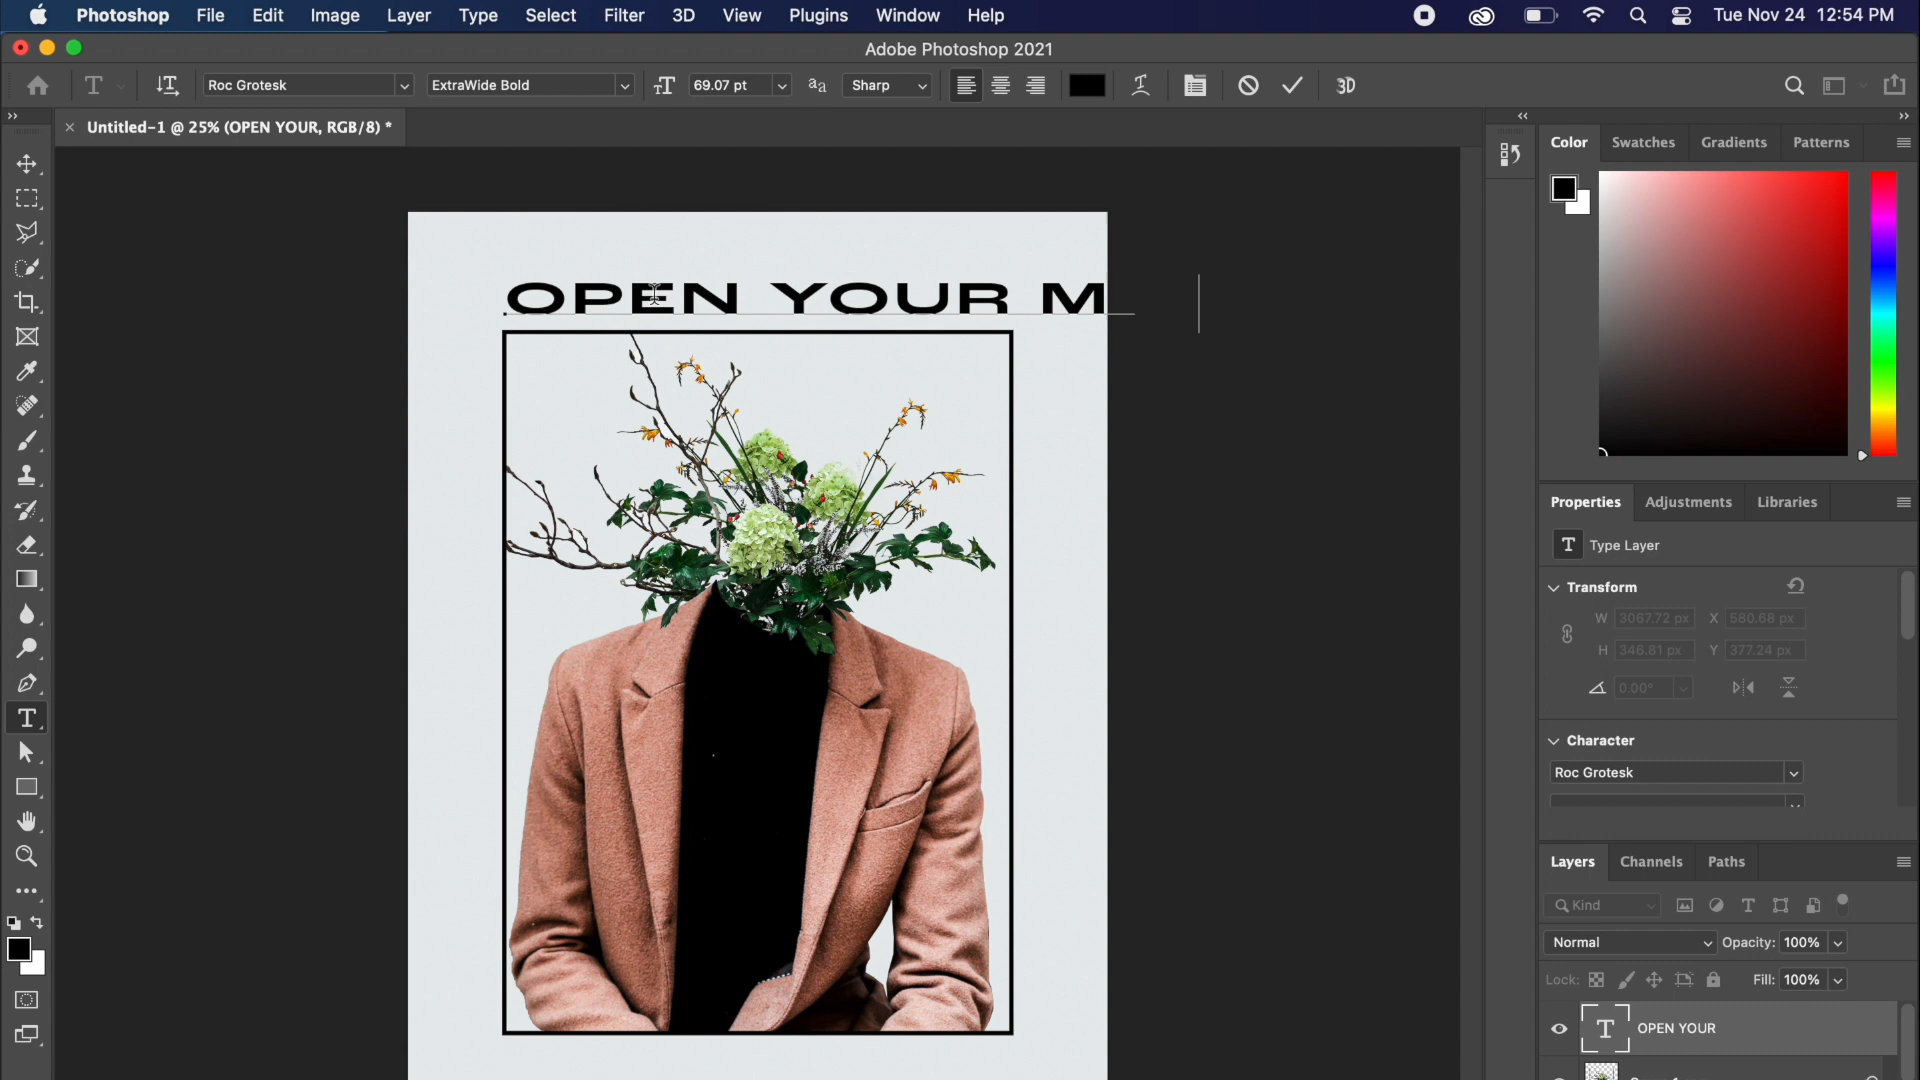 Photoshop File Edit Image Layer Type Select Filter 3D View Plugins Window Help Tue Nov 24 12:54 PM
Adobe Photoshop 2021
T Roc Grotesk ExtraWide Bold 69.07 pt aa Sharp 3D
× Untitled-1 @ 25% (OPEN YOUR, RGB/8) *
Color Swatches Gradients Patterns
OPEN YOUR M
Properties Adjustments Libraries
T Type Layer
Transform
W 3067.72 px X 580.68 px
H 346.81 px Y 377.24 px
0.00°
Character
Roc Grotesk
Layers Channels Paths
Kind
Normal Opacity: 100%
Lock: Fill: 100%
T OPEN YOUR